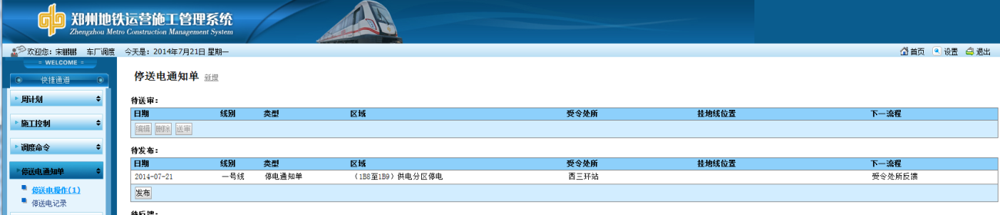 郑州地铁运营施工管理系统
Zhengzhou Metro Construction Management System
欢迎您：宋鹏鹏 车厂调度 今天是：2014年7月21日 星期一 首页 设置 退出
= WELCOME =
快捷通道
周计划
施工控制
调度命令
停送电通知单
停送电操作(1)
停送电记录
停送电通知单 新增
待送审：
日期 线别 类型 区域 受令处所 挂地线位置 下一流程
编辑 删除 送审
待发布：
日期 线别 类型 区域 受令处所 挂地线位置 下一流程
2014-07-21 一号线 停电通知单 （1B8至1B9）供电分区停电 西三环站 受令处所反馈
发布
待反馈：